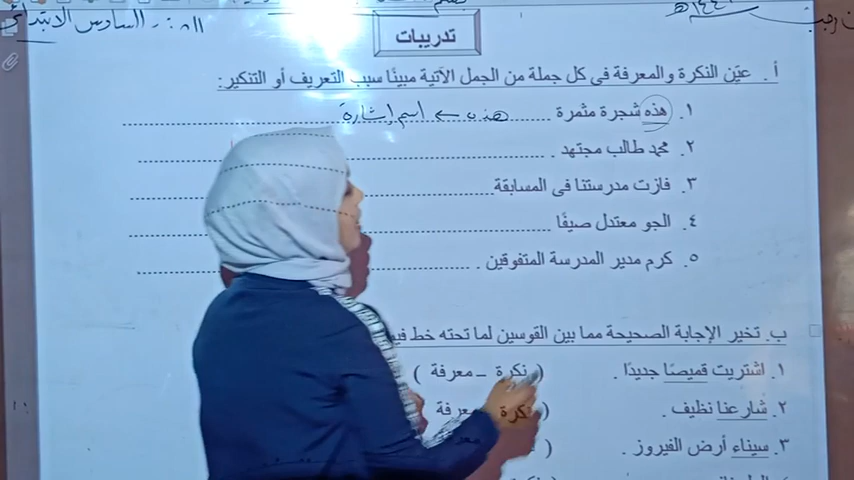 الصف: السادس الابتدائي
تدريبات
أ. عيّن النكرة والمعرفة في كل جملة من الجمل الآتية مبينًا سبب التعريف أو التنكير:
١. هذه شجرة مثمرة هذه ← اسم إشارة
٢. محمد طالب مجتهد .
٣. فازت مدرستنا في المسابقة
٤. الجو معتدل صيفًا
٥. كرم مدير المدرسة المتفوقين .
ب. تخير الإجابة الصحيحة مما بين القوسين لما تحته خط
١. اشتريت قميصًا جديدًا . ( نكرة – معرفة )
٢. شارعنا نظيف . ( نكرة معرفة
٣. سيناء أرض الفيروز . (